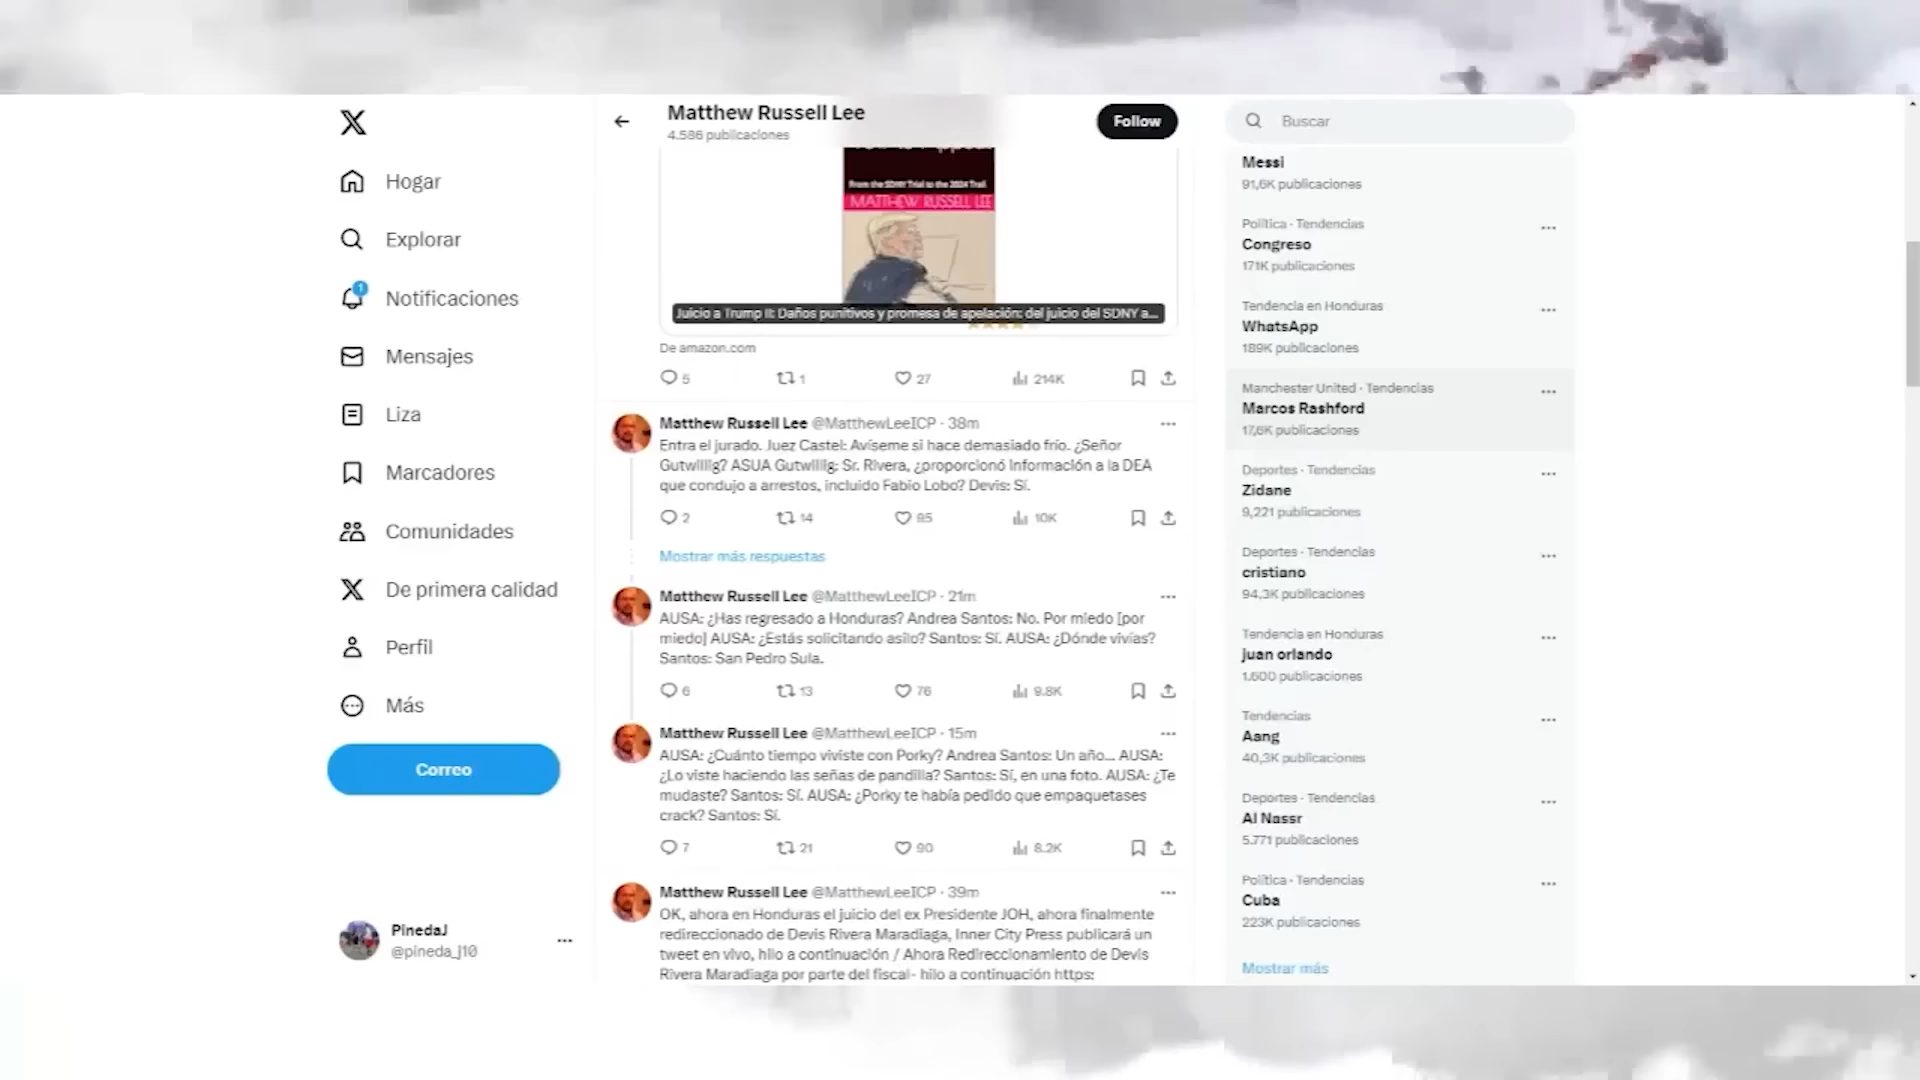 Hogar
Explorar
1
Notificaciones
Mensajes
Liza
Marcadores
Comunidades
De primera calidad
Perfil
Más
Correo
PinedaJ
@pineda_j10
Matthew Russell Lee
4.586 publicaciones
Follow
From the SDNY Trial to the 2024 Trail
MATTHEW RUSSELL LEE
Juicio a Trump II: Daños punitivos y promesa de apelación: del juicio del SDNY a...
De amazon.com
5 1 27 214K
Matthew Russell Lee @MatthewLeeICP · 38m
Entra el jurado. Juez Castel: Avíseme si hace demasiado frío. ¿Señor
Gutwillig? ASUA Gutwillig: Sr. Rivera, ¿proporcionó información a la DEA
que condujo a arrestos, incluido Fabio Lobo? Devis: Sí.
2 14 95 10K
Mostrar más respuestas
Matthew Russell Lee @MatthewLeeICP · 21m
AUSA: ¿Has regresado a Honduras? Andrea Santos: No. Por miedo [por
miedo] AUSA: ¿Estás solicitando asilo? Santos: Sí. AUSA: ¿Dónde vivías?
Santos: San Pedro Sula.
6 13 76 9.8K
Matthew Russell Lee @MatthewLeeICP · 15m
AUSA: ¿Cuánto tiempo viviste con Porky? Andrea Santos: Un año... AUSA:
¿Lo viste haciendo las señas de pandilla? Santos: Sí, en una foto. AUSA: ¿Te
mudaste? Santos: Sí. AUSA: ¿Porky te había pedido que empaquetases
crack? Santos: Sí.
7 21 90 8.2K
Matthew Russell Lee @MatthewLeeICP · 39m
OK, ahora en Honduras el juicio del ex Presidente JOH, ahora finalmente
redireccionado de Devis Rivera Maradiaga, Inner City Press publicará un
tweet en vivo, hilo a continuación / Ahora Redireccionamiento de Devis
Rivera Maradiaga por parte del fiscal- hilo a continuación https:
Buscar
Messi
91,6K publicaciones
Política · Tendencias
Congreso
171K publicaciones
Tendencia en Honduras
WhatsApp
189K publicaciones
Manchester United · Tendencias
Marcos Rashford
17,6K publicaciones
Deportes · Tendencias
Zidane
9,221 publicaciones
Deportes · Tendencias
cristiano
94,3K publicaciones
Tendencia en Honduras
juan orlando
1.600 publicaciones
Tendencias
Aang
40,3K publicaciones
Deportes · Tendencias
Al Nassr
5.771 publicaciones
Política · Tendencias
Cuba
223K publicaciones
Mostrar más